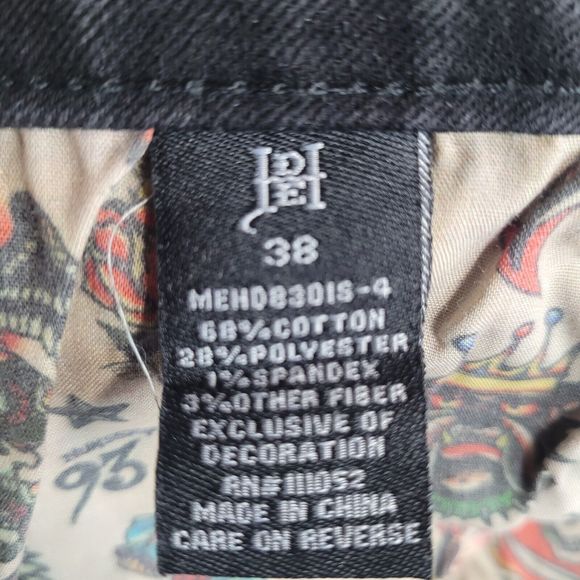 38
MEHD8301S-4
68%COTTON
28%POLYESTER
1%SPANDEX
3%OTHER FIBER
EXCLUSIVE OF
DECORATION
RN#111052
MADE IN CHINA
CARE ON REVERSE
93